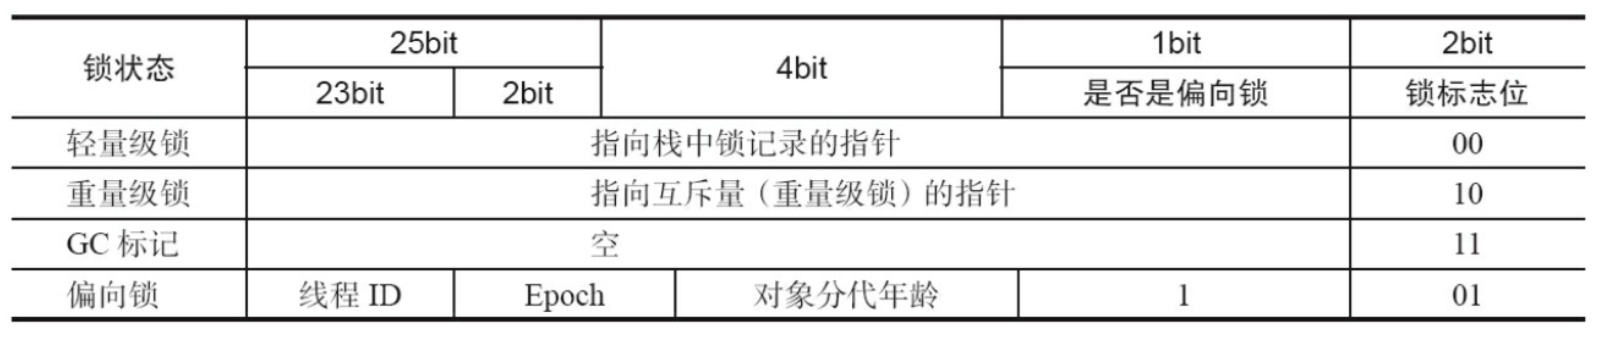 锁状态 25bit 4bit 1bit 2bit
23bit 2bit 是否是偏向锁 锁标志位
轻量级锁 指向栈中锁记录的指针 00
重量级锁 指向互斥量（重量级锁）的指针 10
GC 标记 空 11
偏向锁 线程 ID Epoch 对象分代年龄 1 01